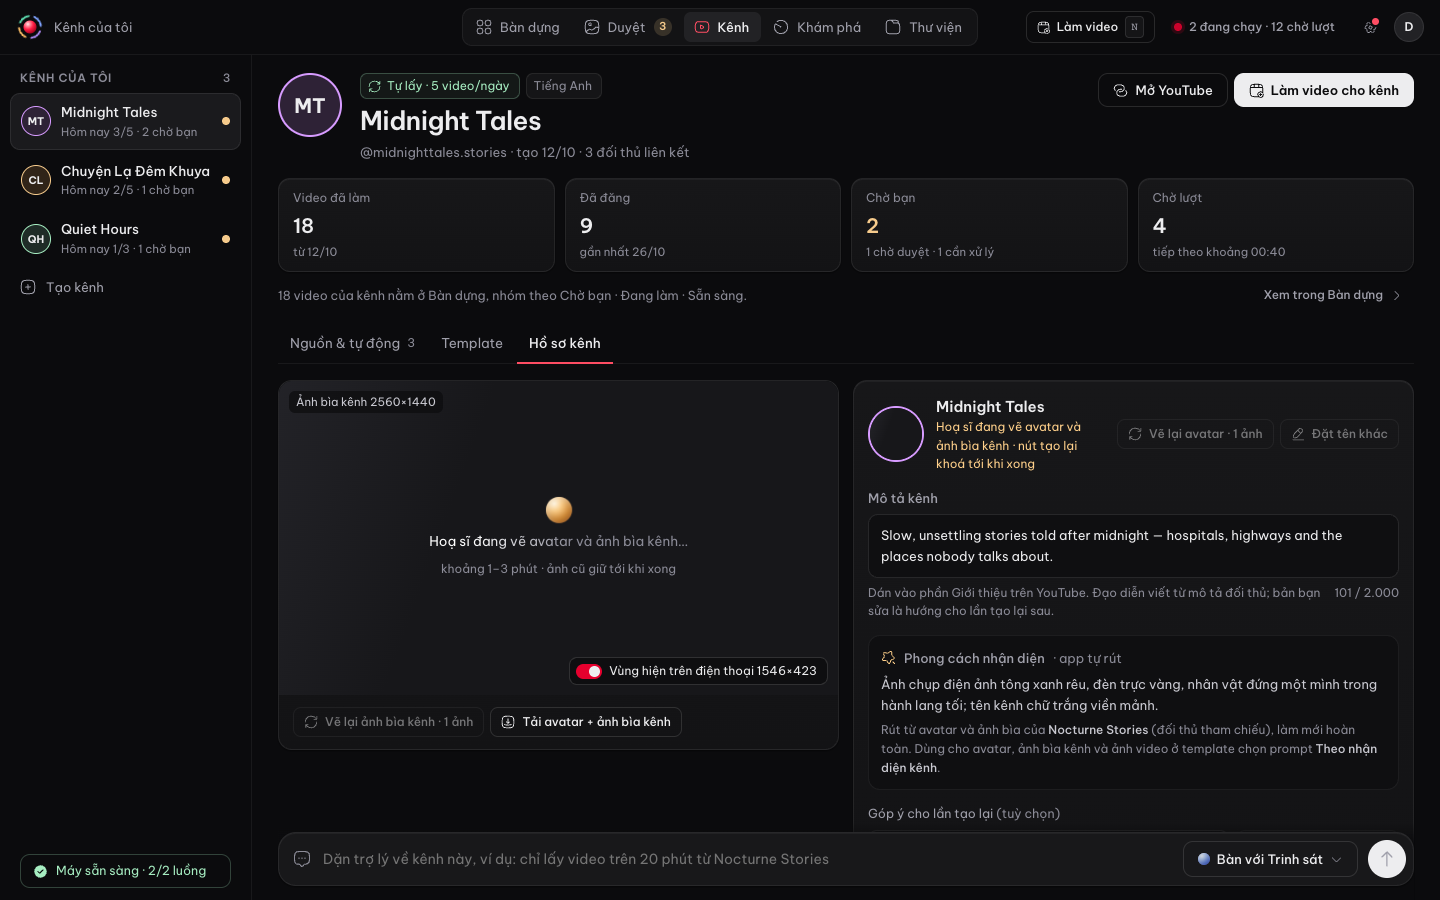 Kênh của tôi
Bàn dựng
Duyệt 3
Kênh
Khám phá
Thư viện
Làm video N
2 đang chạy · 12 chờ lượt
D
KÊNH CỦA TÔI 3
MT
Midnight Tales
Hôm nay 3/5 · 2 chờ bạn
CL
Chuyện Lạ Đêm Khuya
Hôm nay 2/5 · 1 chờ bạn
QH
Quiet Hours
Hôm nay 1/3 · 1 chờ bạn
Tạo kênh
Máy sẵn sàng · 2/2 luồng
MT
Tự lấy · 5 video/ngày
Tiếng Anh
Midnight Tales
@midnighttales.stories · tạo 12/10 · 3 đối thủ liên kết
Mở YouTube
Làm video cho kênh
Video đã làm
18
từ 12/10
Đã đăng
9
gần nhất 26/10
Chờ bạn
2
1 chờ duyệt · 1 cần xử lý
Chờ lượt
4
tiếp theo khoảng 00:40
18 video của kênh nằm ở Bàn dựng, nhóm theo Chờ bạn · Đang làm · Sẵn sàng.
Xem trong Bàn dựng
Nguồn & tự động 3
Template
Hồ sơ kênh
Ảnh bìa kênh 2560×1440
Hoạ sĩ đang vẽ avatar và ảnh bìa kênh…
khoảng 1–3 phút · ảnh cũ giữ tới khi xong
Vùng hiện trên điện thoại 1546×423
Vẽ lại ảnh bìa kênh · 1 ảnh
Tải avatar + ảnh bìa kênh
Midnight Tales
Hoạ sĩ đang vẽ avatar và
ảnh bìa kênh · nút tạo lại
khoá tới khi xong
Vẽ lại avatar · 1 ảnh
Đặt tên khác
Mô tả kênh
Slow, unsettling stories told after midnight — hospitals, highways and the
places nobody talks about.
Dán vào phần Giới thiệu trên YouTube. Đạo diễn viết từ mô tả đối thủ; bản bạn
sửa là hướng cho lần tạo lại sau.
101 / 2.000
Phong cách nhận diện · app tự rút
Ảnh chụp điện ảnh tông xanh rêu, đèn trực vàng, nhân vật đứng một mình trong
hành lang tối; tên kênh chữ trắng viền mảnh.
Rút từ avatar và ảnh bìa của Nocturne Stories (đối thủ tham chiếu), làm mới hoàn
toàn. Dùng cho avatar, ảnh bìa kênh và ảnh video ở template chọn prompt Theo nhận
diện kênh.
Góp ý cho lần tạo lại (tuỳ chọn)
Dặn trợ lý về kênh này, ví dụ: chỉ lấy video trên 20 phút từ Nocturne Stories
Bàn với Trinh sát